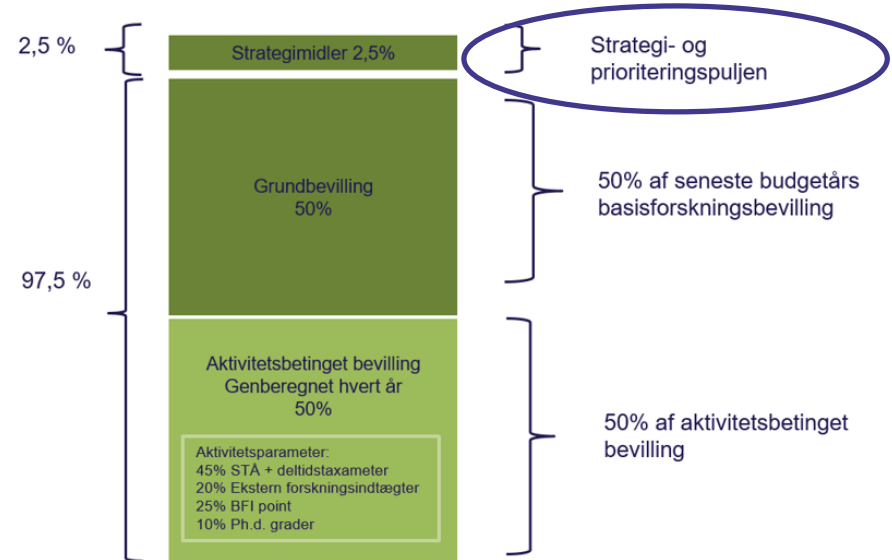 2,5 %
Strategimidler 2,5%
Strategi- og
prioriteringspuljen
Grundbevilling
50%
50% af seneste budgetårs
basisforskningsbevilling
97,5 %
Aktivitetsbetinget bevilling
Genberegnet hvert år
50%
Aktivitetsparameter:
45% STÅ + deltidstaxameter
20% Ekstern forskningsindtægter
25% BFI point
10% Ph.d. grader
50% af aktivitetsbetinget
bevilling